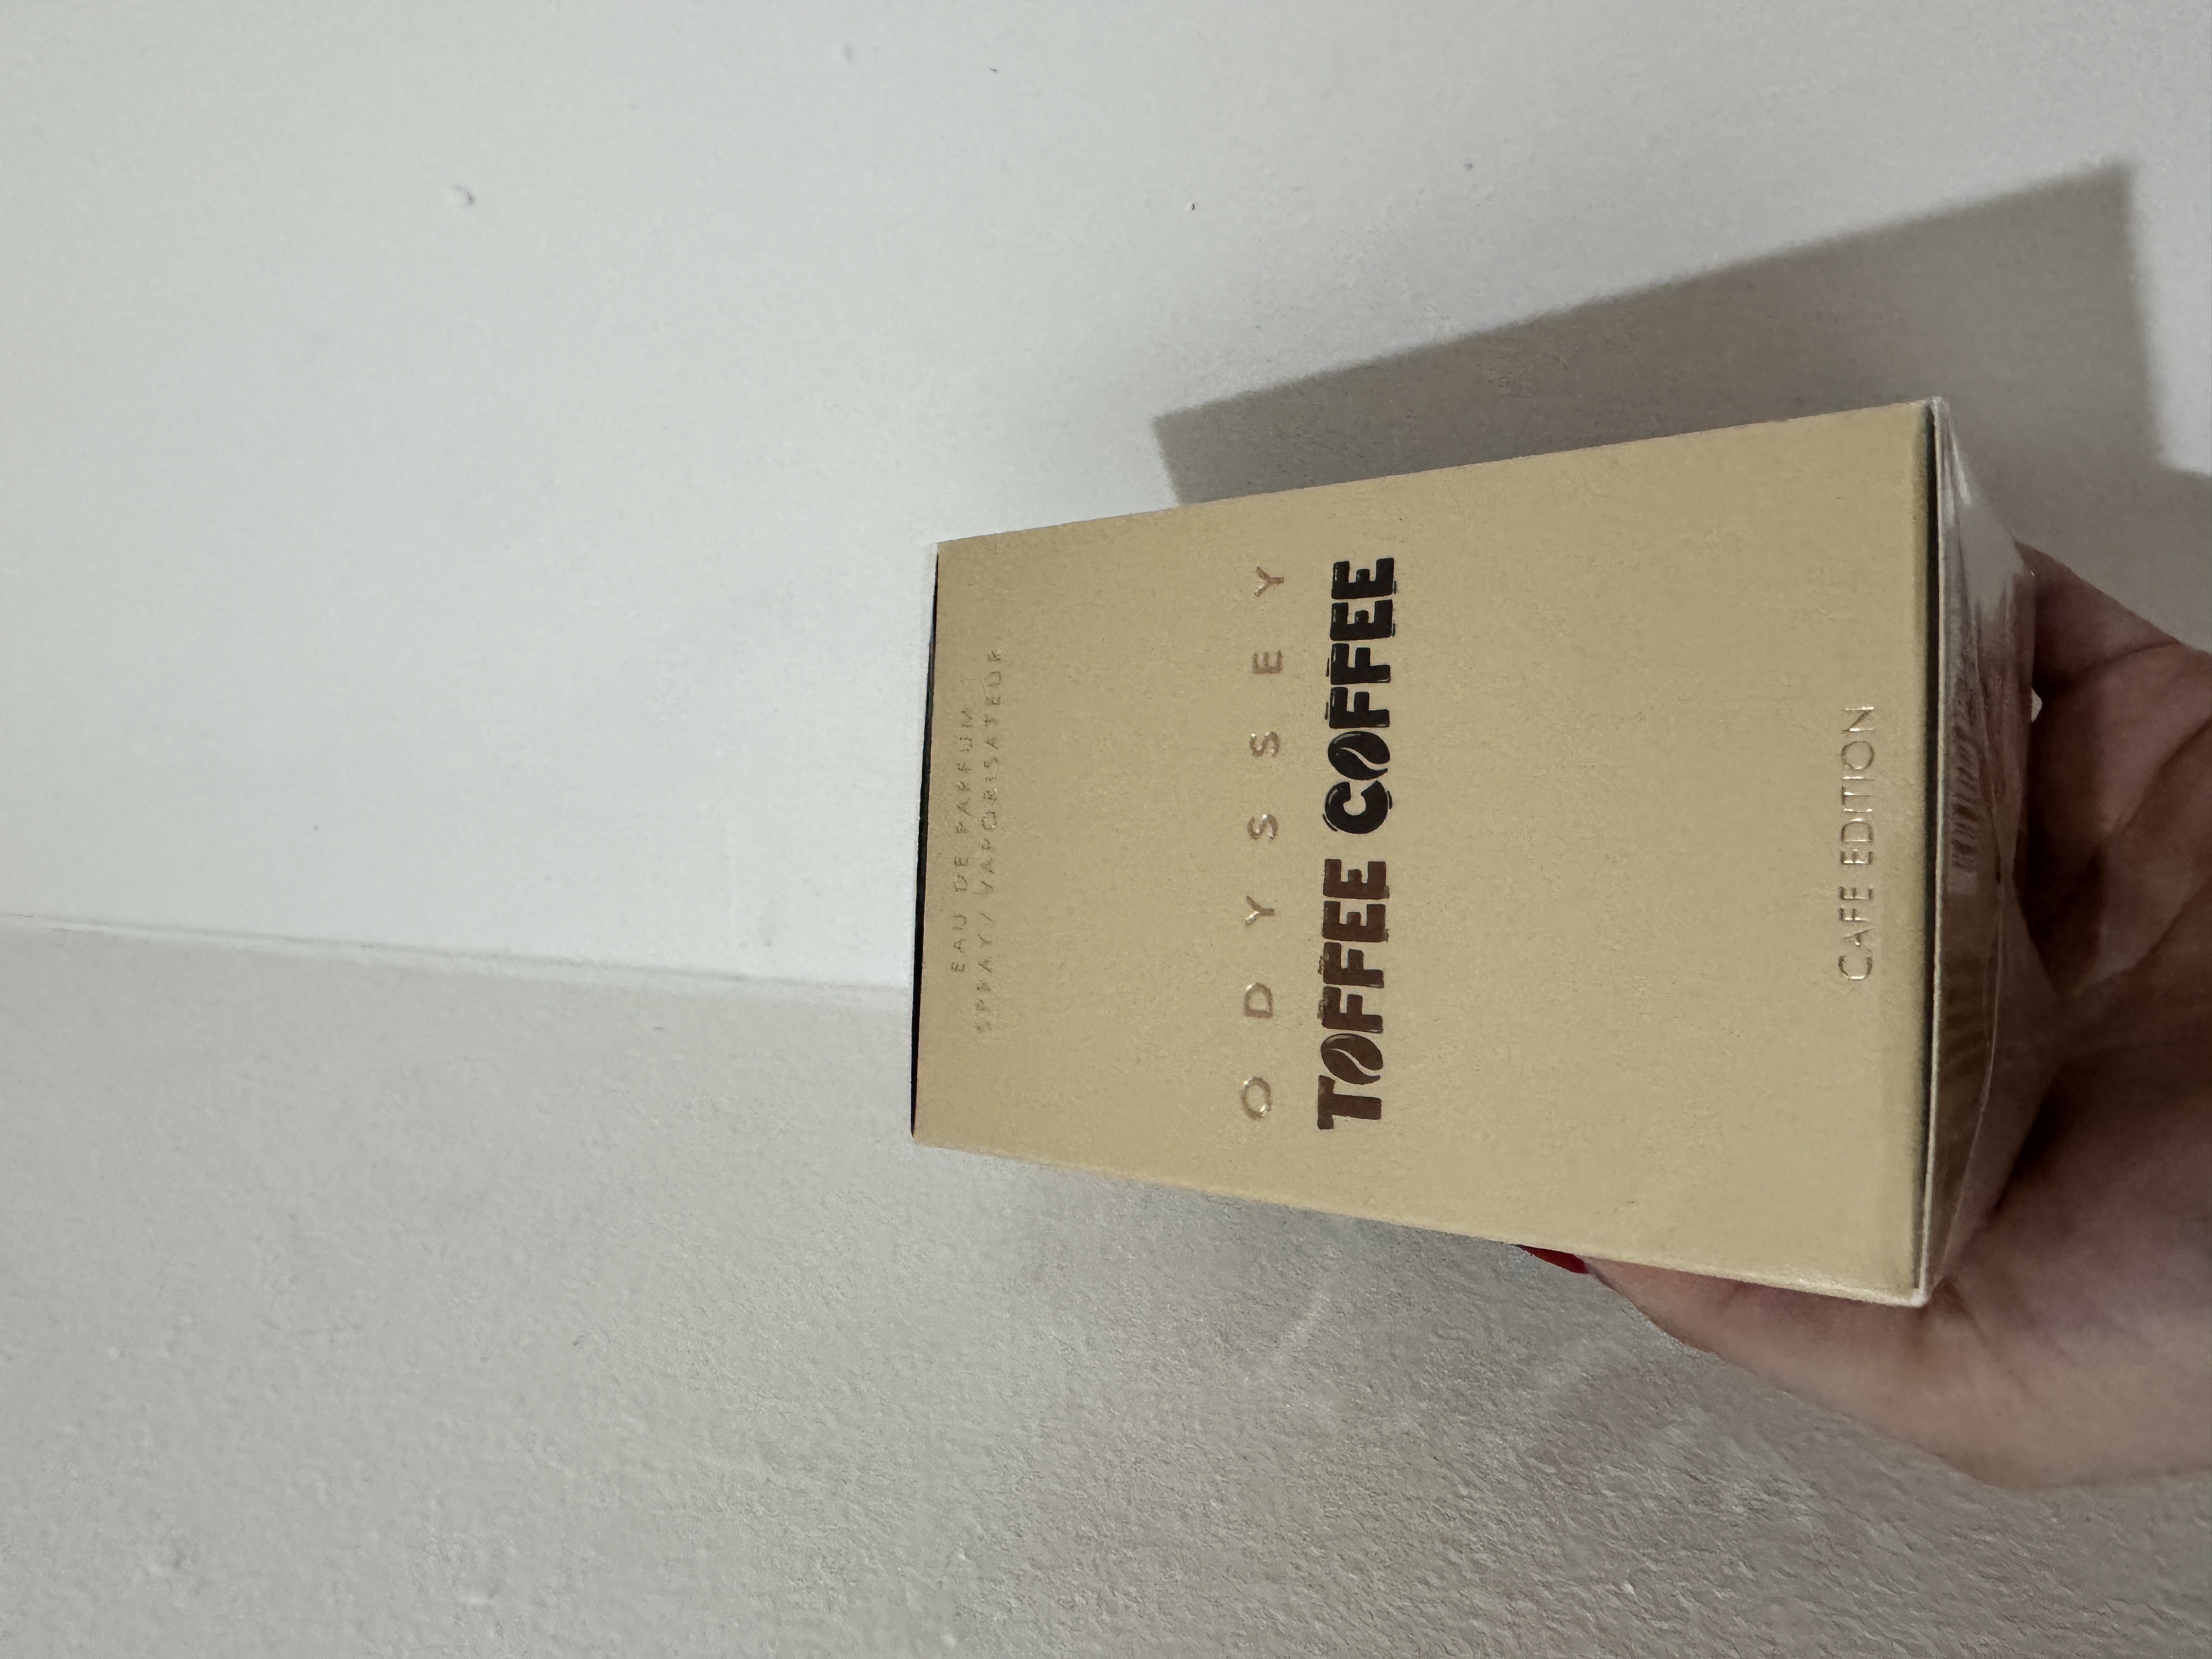 EAU DE PARFUM
SPRAY/ VAPORISATEUR
ODYSSEY
TOFFEE COFFEE
CAFE EDITION